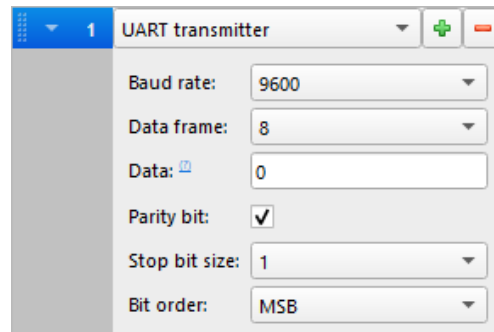 1 UART transmitter
Baud rate: 9600
Data frame: 8
Data: (?) 0
Parity bit:
Stop bit size: 1
Bit order: MSB